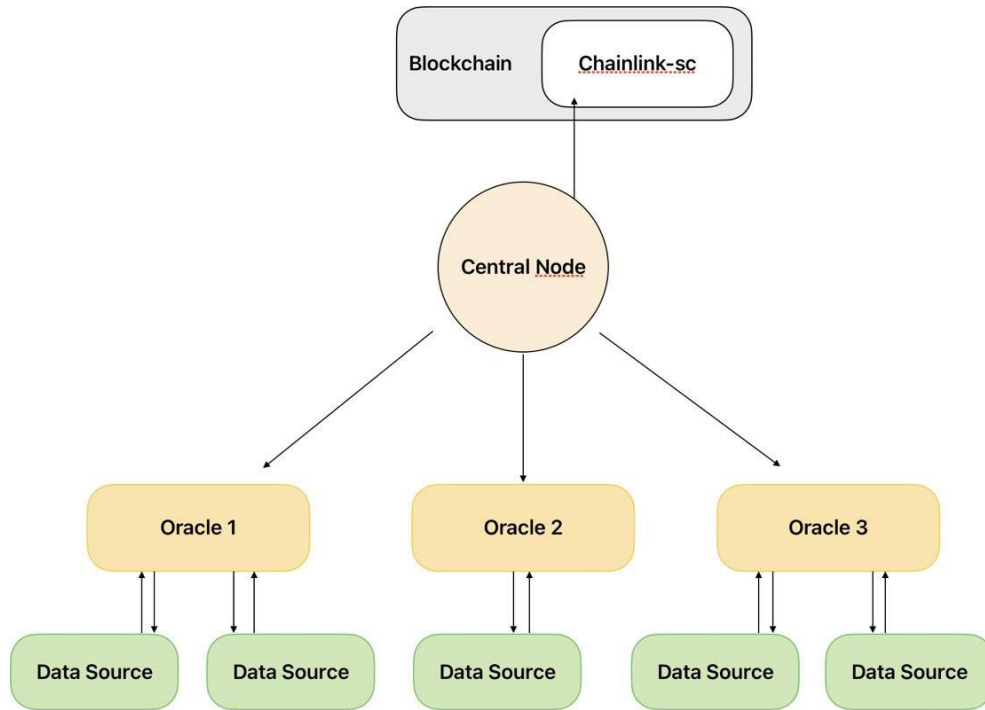 Blockchain
Chainlink-sc
Central Node
Oracle 1
Oracle 2
Oracle 3
Data Source
Data Source
Data Source
Data Source
Data Source